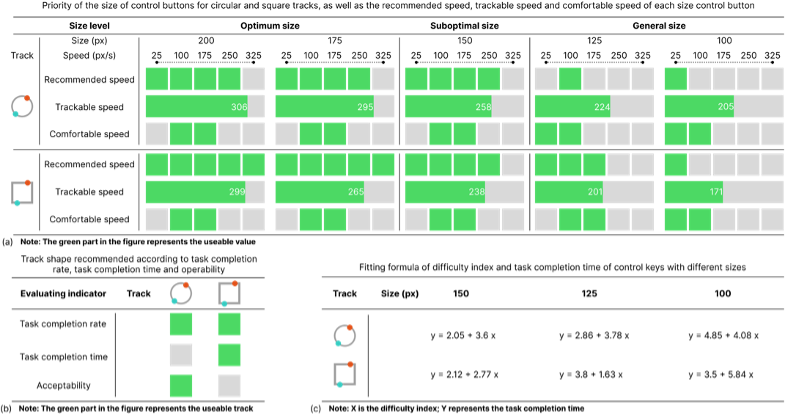 Priority of the size of control buttons for circular and square tracks, as well as the recommended speed, trackable speed and comfortable speed of each size control button
Size level Optimum size Suboptimal size General size
Size (px) 200 175 150 125 100
Track Speed (px/s) 25 100 175 250 325 25 100 175 250 325 25 100 175 250 325 25 100 175 250 325 25 100 175 250 325
Recommended speed
Trackable speed 306 295 258 224 205
Comfortable speed
Recommended speed
Trackable speed 299 265 238 201 171
Comfortable speed
(a) Note: The green part in the figure represents the useable value
Track shape recommended according to task completion
rate, task completion time and operability
Evaluating indicator Track
Task completion rate
Task completion time
Acceptability
(b) Note: The green part in the figure represents the useable track
Fitting formula of difficulty index and task completion time of control keys with different sizes
Track Size (px) 150 125 100
y = 2.05 + 3.6 x y = 2.86 + 3.78 x y = 4.85 + 4.08 x
y = 2.12 + 2.77 x y = 3.8 + 1.63 x y = 3.5 + 5.84 x
(c) Note: X is the difficulty index; Y represents the task completion time